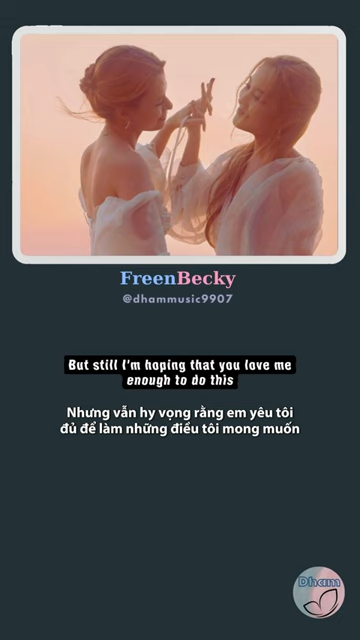 FreenBecky
@dhammusic9907
But still I'm hoping that you love me
enough to do this
Nhưng vẫn hy vọng rằng em yêu tôi
đủ để làm những điều tôi mong muốn
Dham